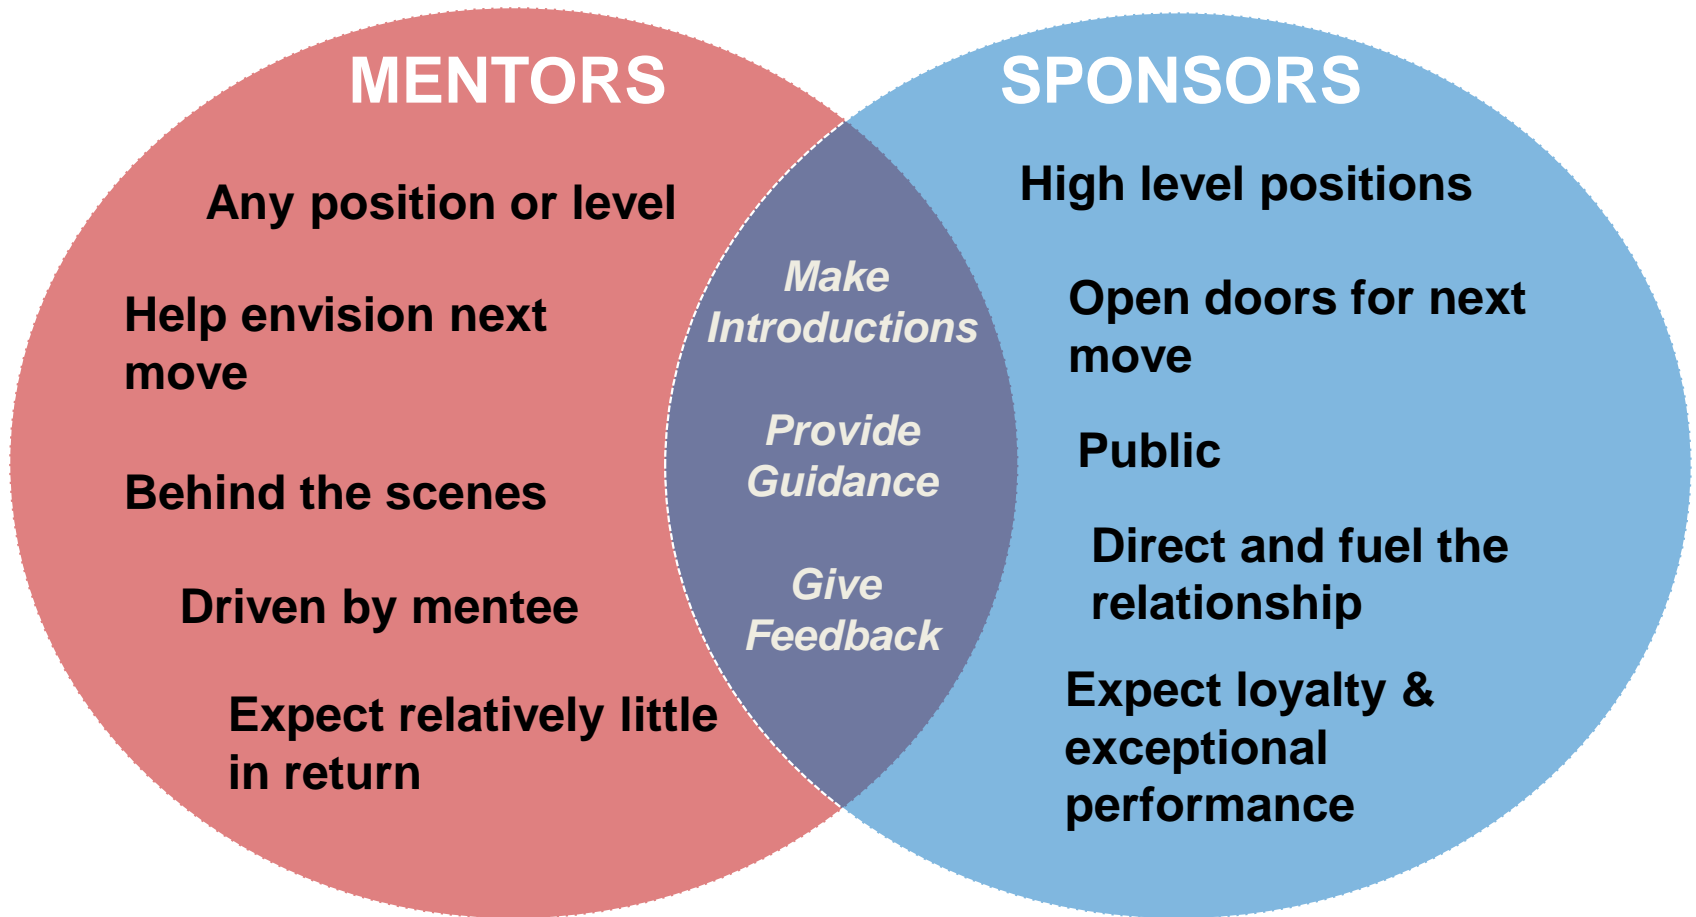 MENTORS
Any position or level
Help envision next
move
Behind the scenes
Driven by mentee
Expect relatively little
in return
Make
Introductions
Provide
Guidance
Give
Feedback
SPONSORS
High level positions
Open doors for next
move
Public
Direct and fuel the
relationship
Expect loyalty &
exceptional
performance